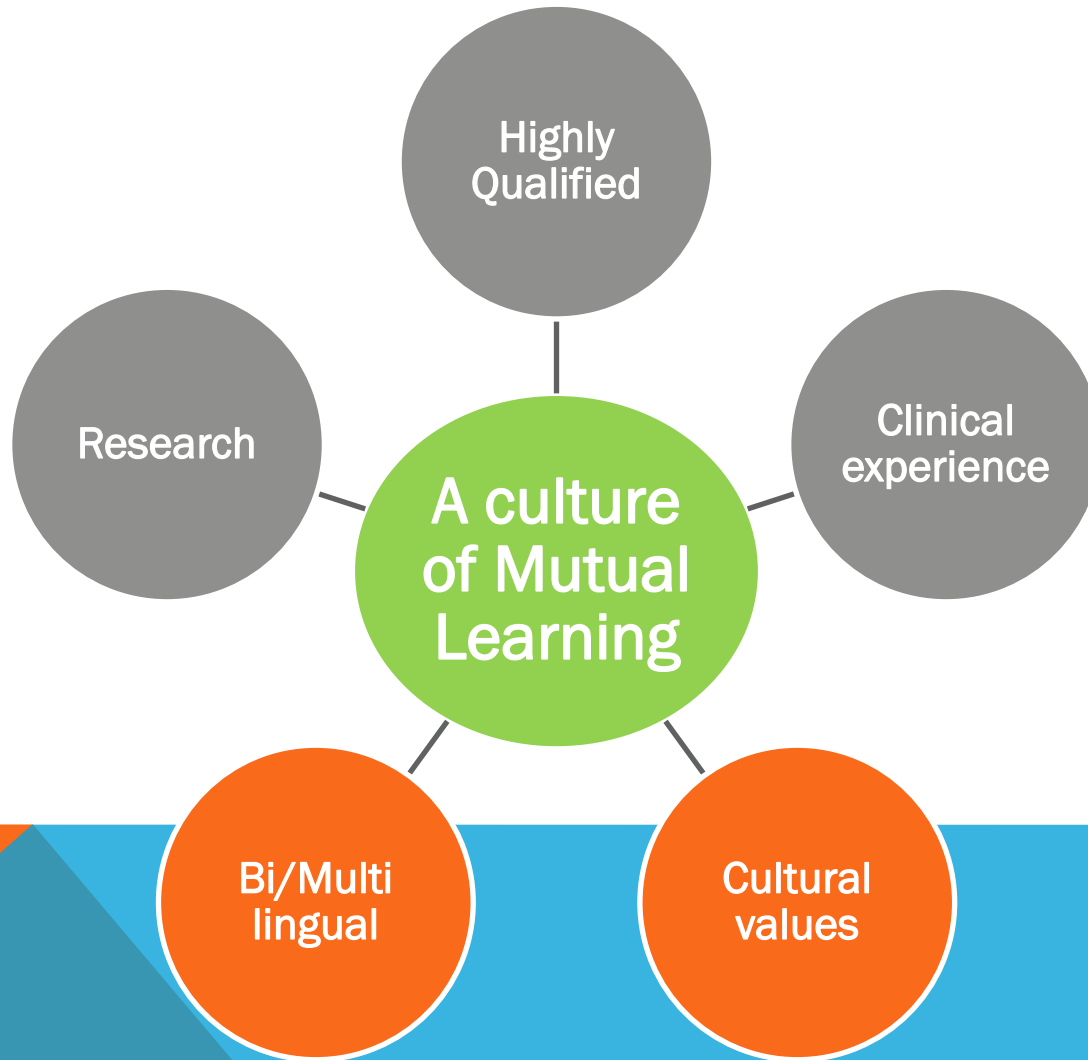 Highly
Qualified
Research
Clinical
experience
A culture
of Mutual
Learning
Bi/Multi
lingual
Cultural
values